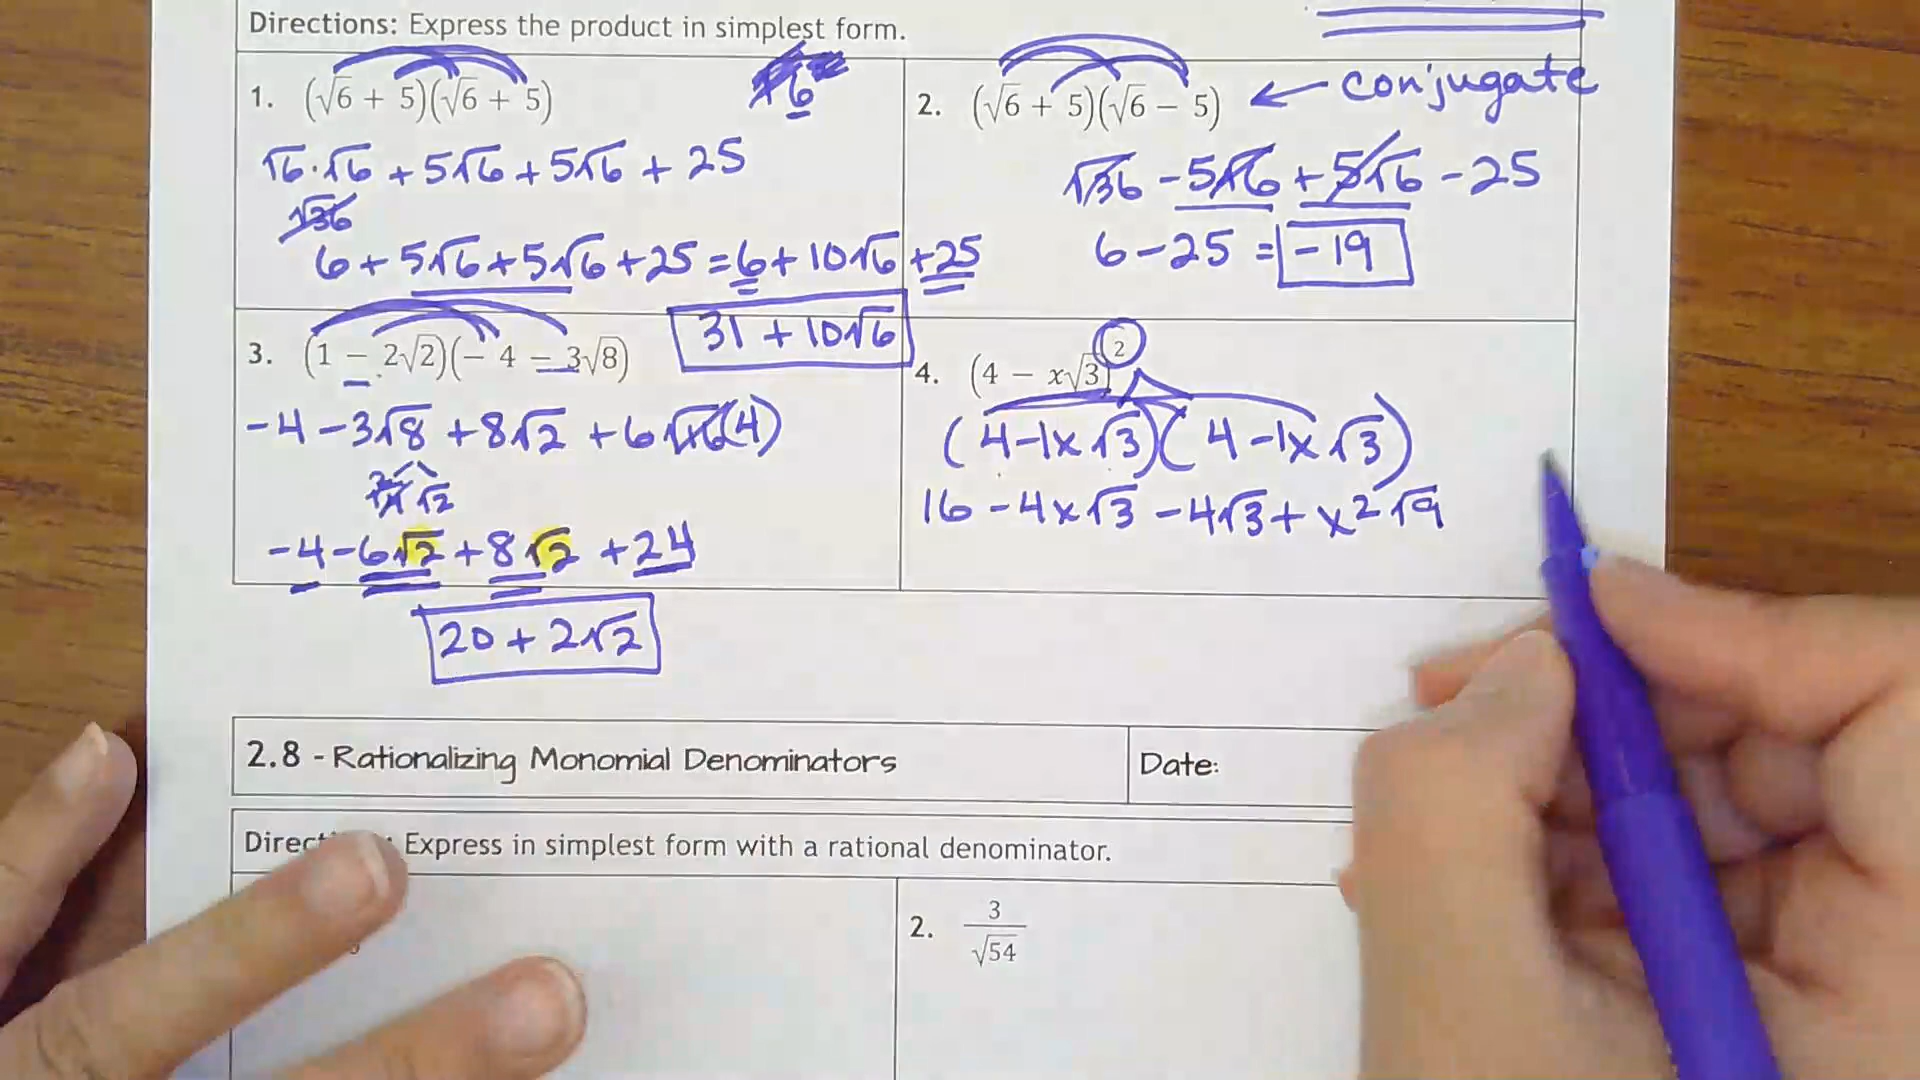 Directions: Express the product in simplest form.
1. (√6 + 5)(√6 + 5)
6
√6·√6 + 5√6 + 5√6 + 25
√36
6 + 5√6 + 5√6 + 25 = 6 + 10√6 + 25
31 + 10√6
2. (√6 + 5)(√6 − 5) ← conjugate
√36 − 5√6 + 5√6 − 25
6 − 25 = −19
3. (1 − 2√2)(− 4 − 3√8)
−4 − 3√8 + 8√2 + 6√16(4)
√4 √2
−4 − 6√2 + 8√2 + 24
20 + 2√2
4. (4 − x√3)²
(4 − 1x√3)(4 − 1x√3)
16 − 4x√3 − 4√3 + x²√9
2.8 - Rationalizing Monomial Denominators
Date:
Express in simplest form with a rational denominator.
2. 3/√54